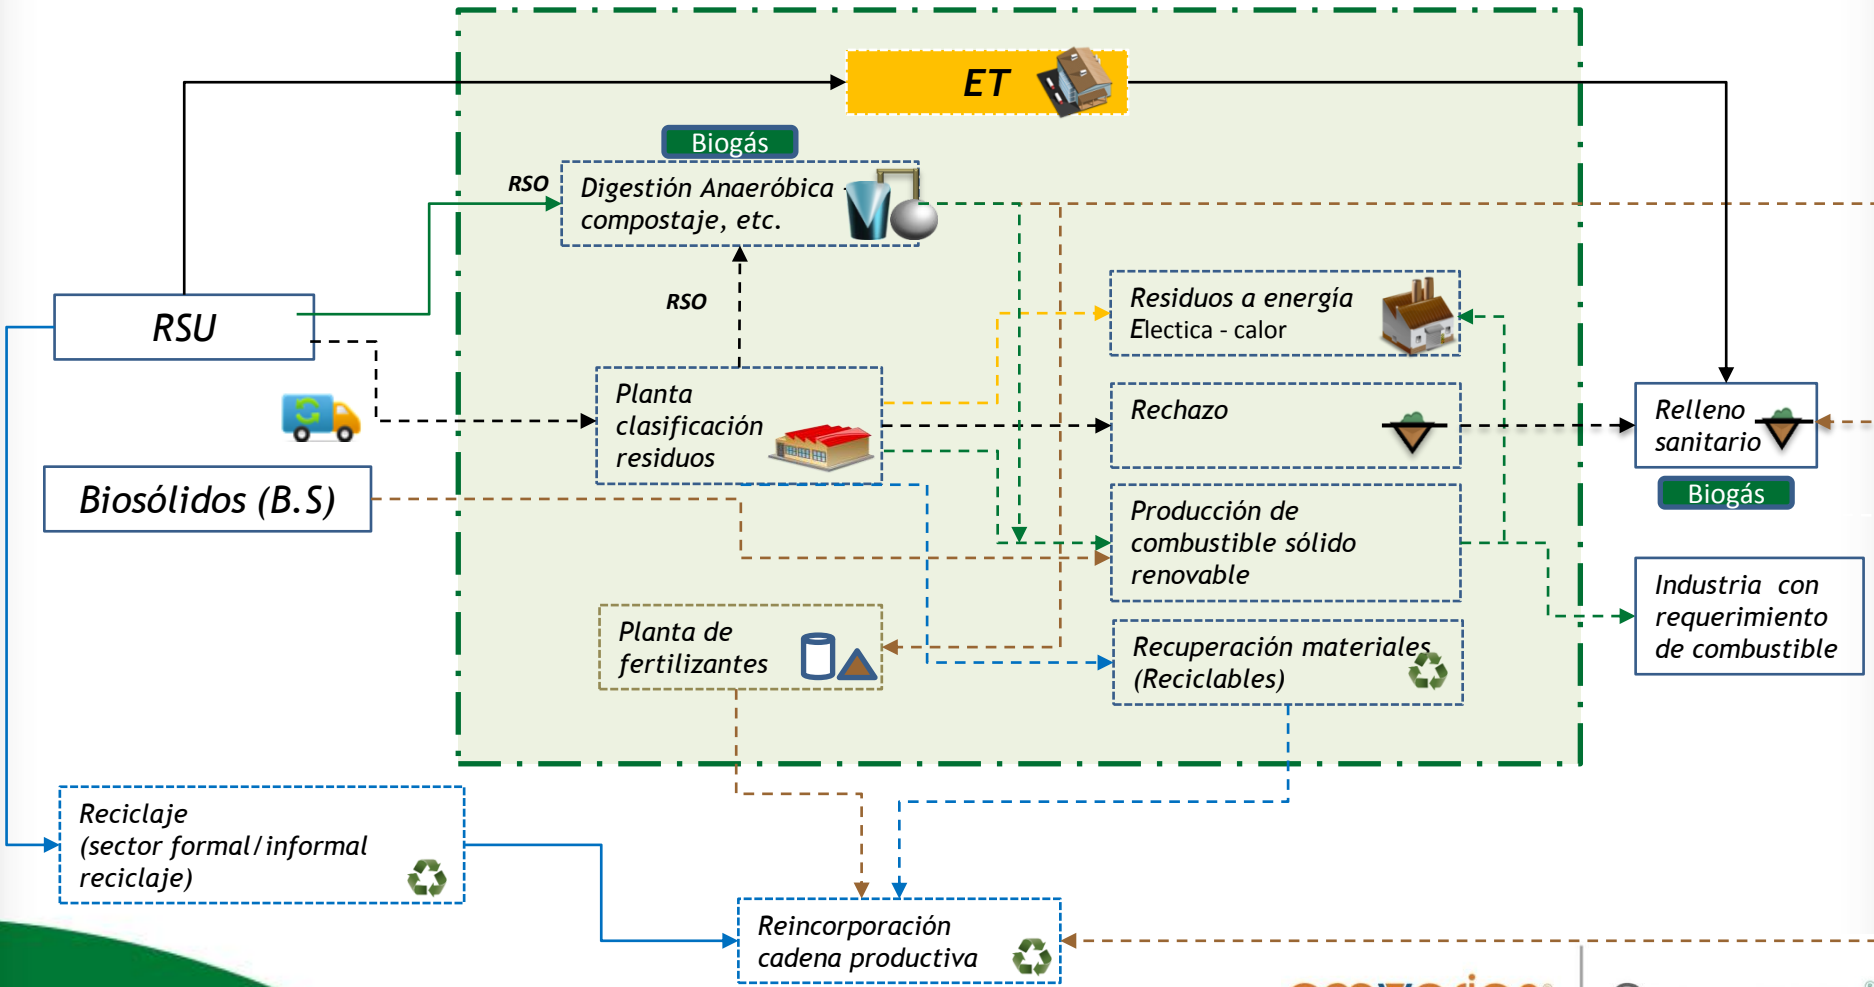 ET
Biogás
RSO
Digestión Anaeróbica -
compostaje, etc.
RSO
Residuos a energía
Electica - calor
RSU
Planta
clasificación
residuos
Rechazo
Relleno
sanitario
Biogás
Biosólidos (B.S)
Producción de
combustible sólido
renovable
Industria con
requerimiento
de combustible
Planta de
fertilizantes
Recuperación materiales
(Reciclables)
Reciclaje
(sector formal/informal
reciclaje)
Reincorporación
cadena productiva